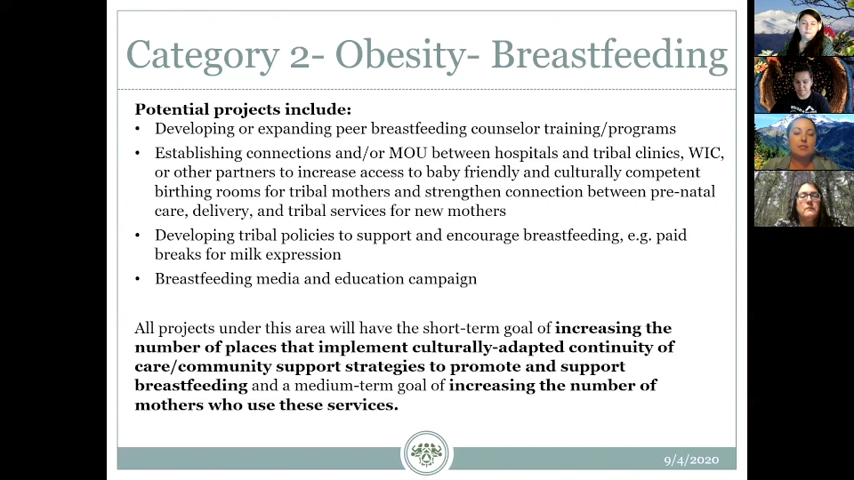 Category 2- Obesity- Breastfeeding
Potential projects include:
• Developing or expanding peer breastfeeding counselor training/programs
• Establishing connections and/or MOU between hospitals and tribal clinics, WIC,
or other partners to increase access to baby friendly and culturally competent
birthing rooms for tribal mothers and strengthen connection between pre-natal
care, delivery, and tribal services for new mothers
• Developing tribal policies to support and encourage breastfeeding, e.g. paid
breaks for milk expression
• Breastfeeding media and education campaign
All projects under this area will have the short-term goal of increasing the
number of places that implement culturally-adapted continuity of
care/community support strategies to promote and support
breastfeeding and a medium-term goal of increasing the number of
mothers who use these services.
9/4/2020